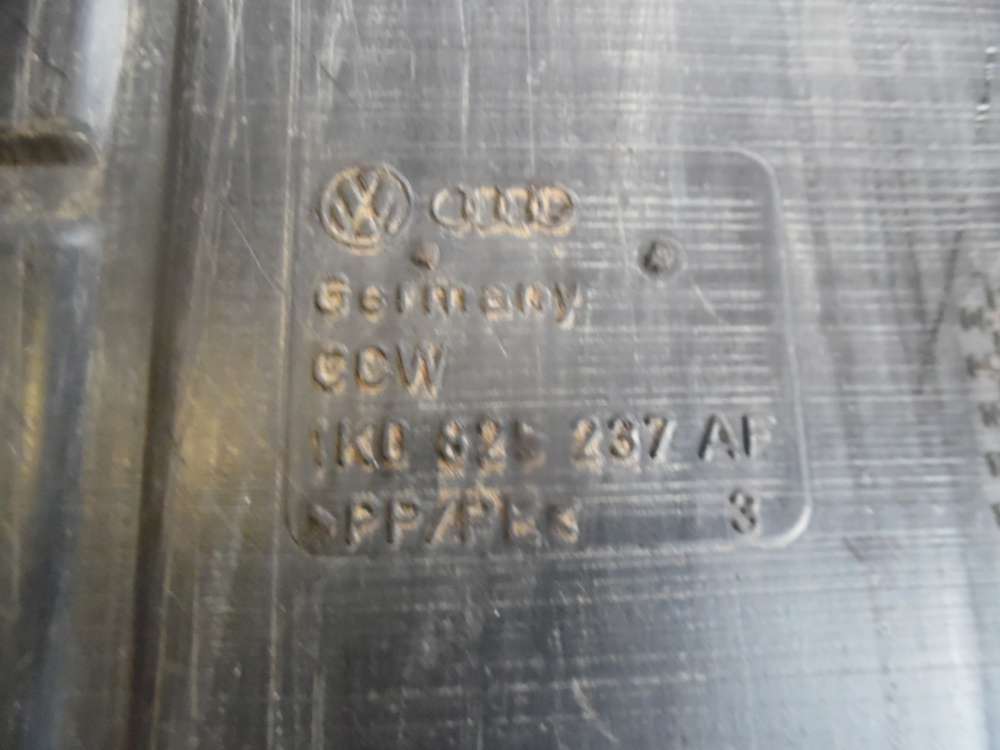 Germany
CCW
1K0 825 237 AF
>PP/PE<
3